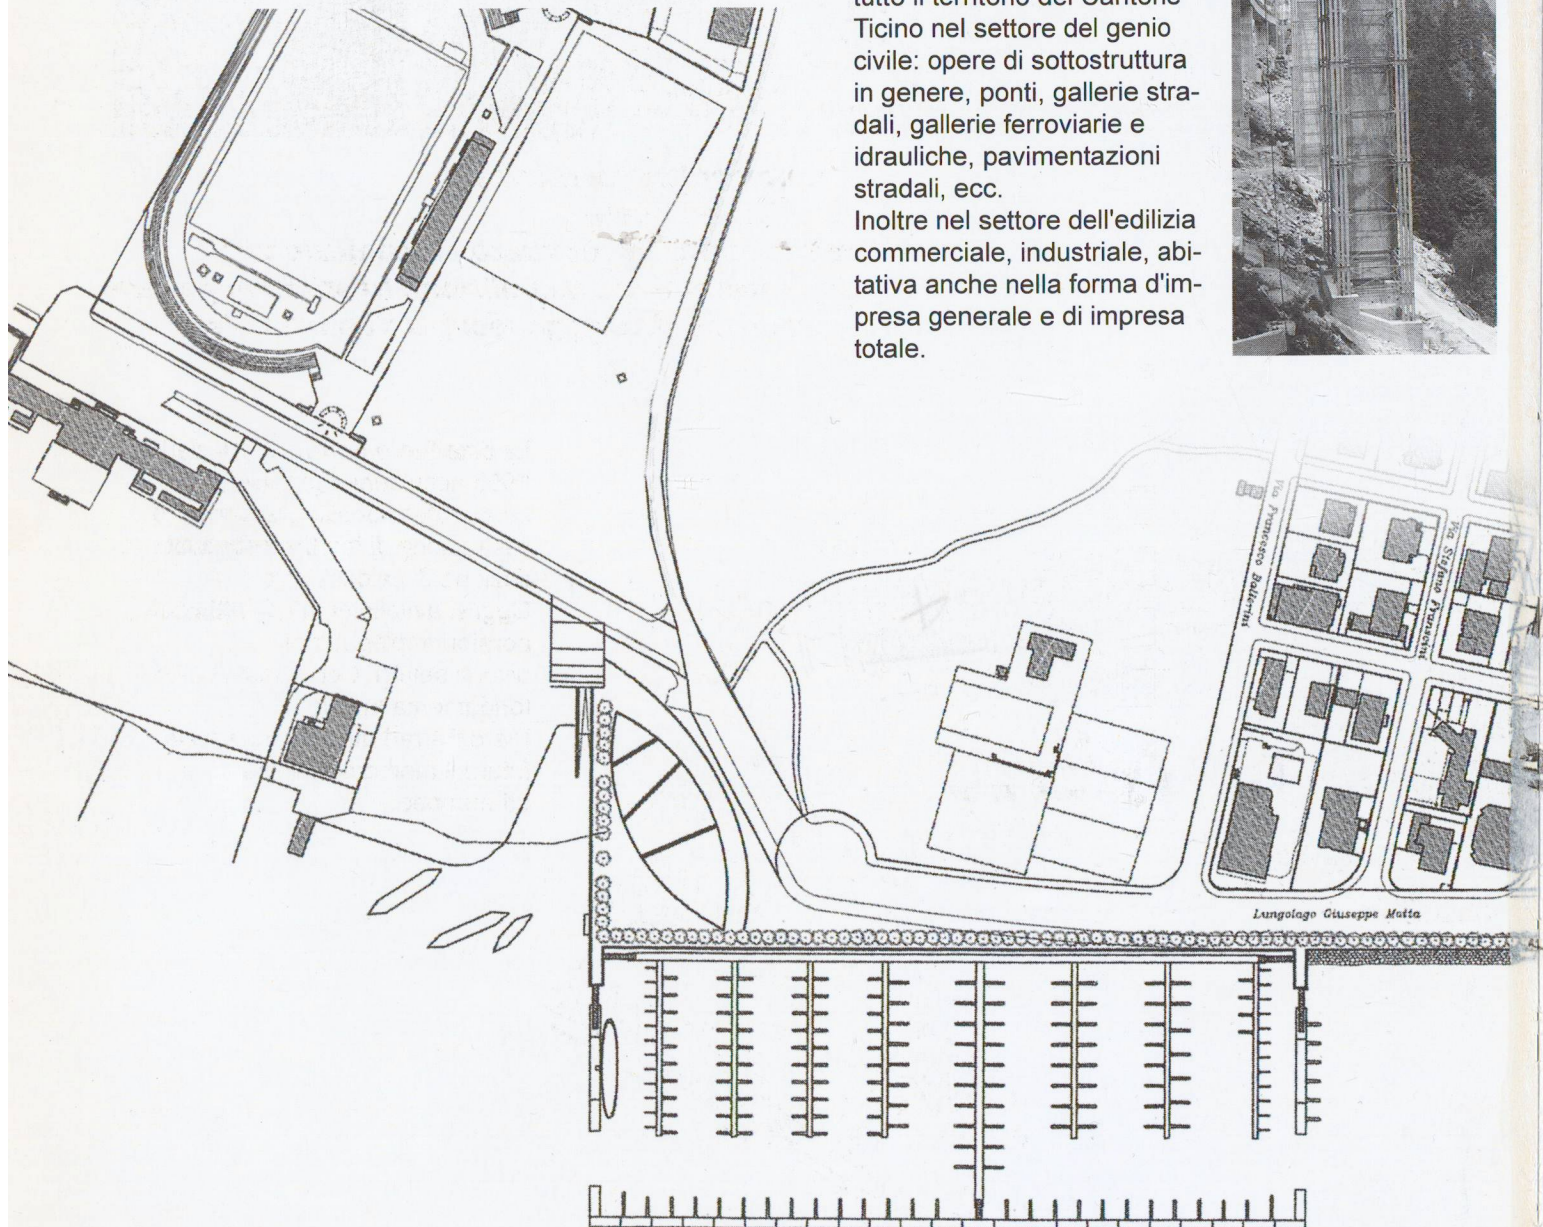 tutto il territorio del Cantone
Ticino nel settore del genio
civile: opere di sottostruttura
in genere, ponti, gallerie stra-
dali, gallerie ferroviarie e
idrauliche, pavimentazioni
stradali, ecc.
Inoltre nel settore dell'edilizia
commerciale, industriale, abi-
tativa anche nella forma d'im-
presa generale e di impresa
totale.
Via Francesco Ballerini
Via Stefano Franscini
Lungolago Giuseppe Motta